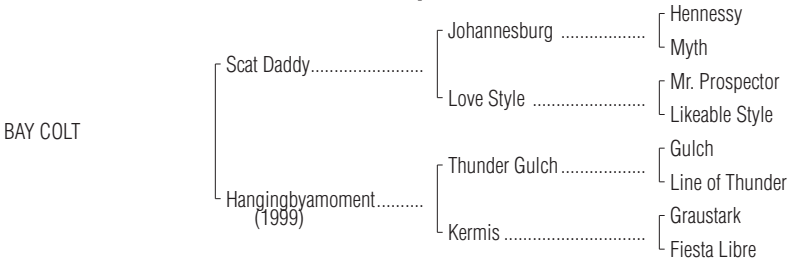 Hennessy
Johannesburg ..................
Myth
Scat Daddy........................
Mr. Prospector
Love Style ........................
Likeable Style
BAY COLT
Gulch
Thunder Gulch..................
Line of Thunder
Hangingbyamoment..........
(1999)
Graustark
Kermis ..............................
Fiesta Libre